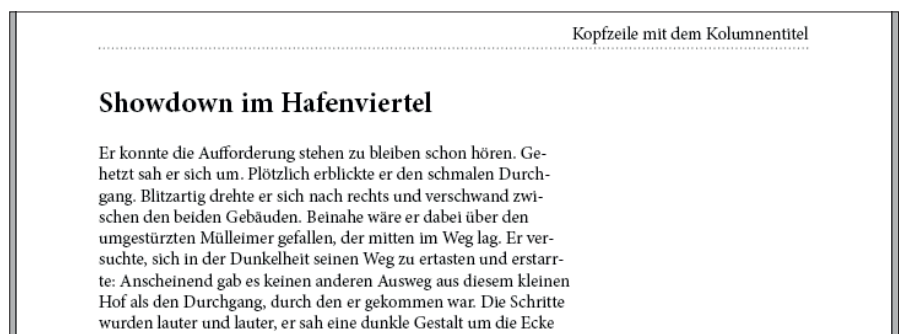 Kopfzeile mit dem Kolumnentitel
Showdown im Hafenviertel
Er konnte die Aufforderung stehen zu bleiben schon hören. Ge-
hetzt sah er sich um. Plötzlich erblickte er den schmalen Durch-
gang. Blitzartig drehte er sich nach rechts und verschwand zwi-
schen den beiden Gebäuden. Beinahe wäre er dabei über den
umgestürzten Mülleimer gefallen, der mitten im Weg lag. Er ver-
suchte, sich in der Dunkelheit seinen Weg zu ertasten und erstarr-
te: Anscheinend gab es keinen anderen Ausweg aus diesem kleinen
Hof als den Durchgang, durch den er gekommen war. Die Schritte
wurden lauter und lauter, er sah eine dunkle Gestalt um die Ecke